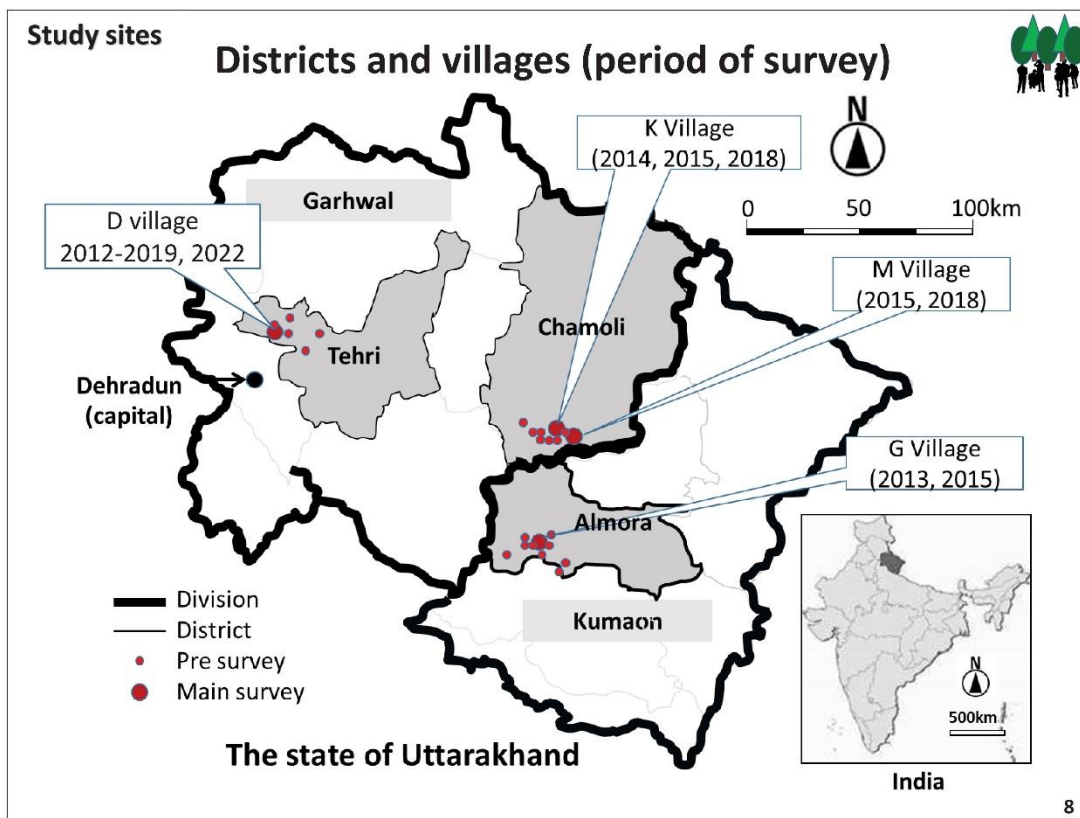 Study sites
Districts and villages (period of survey)
N
K Village
(2014, 2015, 2018)
0 50 100km
Garhwal
D village
2012-2019, 2022
M Village
(2015, 2018)
Chamoli
Tehri
Dehradun
(capital)
G Village
(2013, 2015)
Almora
Kumaon
Division
District
Pre survey
Main survey
The state of Uttarakhand
N
500km
India
8